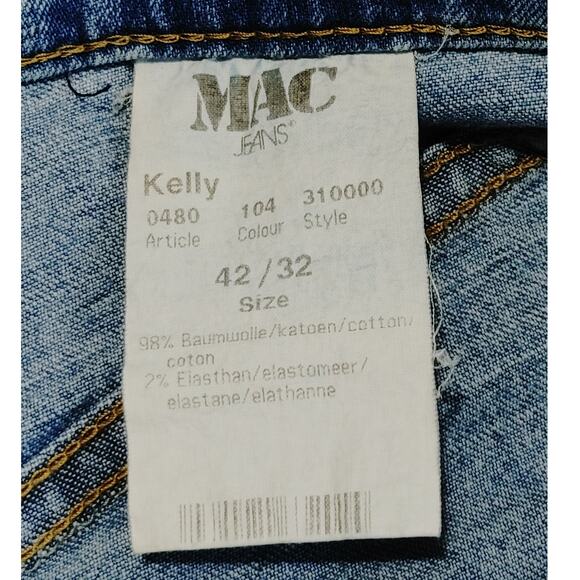 MAC
JEANS®
Kelly
0480 104 310000
Article Colour Style
42/32
Size
98% Baumwolle/katoen/cotton/
coton
2% Elasthan/elastomeer/
elastane/elathanne